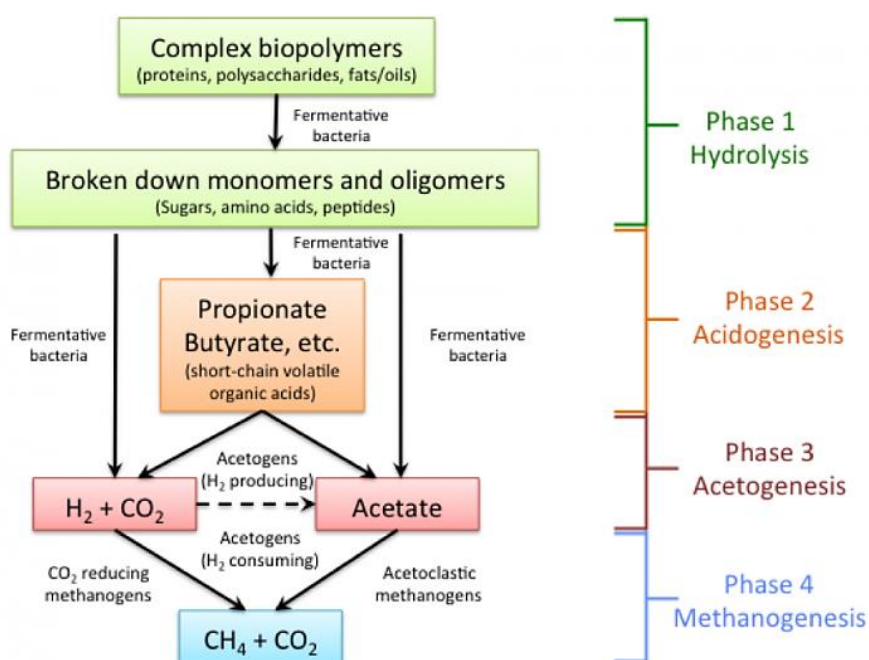 Complex biopolymers
(proteins, polysaccharides, fats/oils)
Fermentative
bacteria
Phase 1
Hydrolysis
Broken down monomers and oligomers
(Sugars, amino acids, peptides)
Fermentative
bacteria
Propionate
Butyrate, etc.
(short-chain volatile
organic acids)
Fermentative
bacteria
Fermentative
bacteria
Phase 2
Acidogenesis
Acetogens
(H₂ producing)
H₂ + CO₂
Acetate
Phase 3
Acetogenesis
Acetogens
(H₂ consuming)
CO₂ reducing
methanogens
Acetoclastic
methanogens
CH₄ + CO₂
Phase 4
Methanogenesis